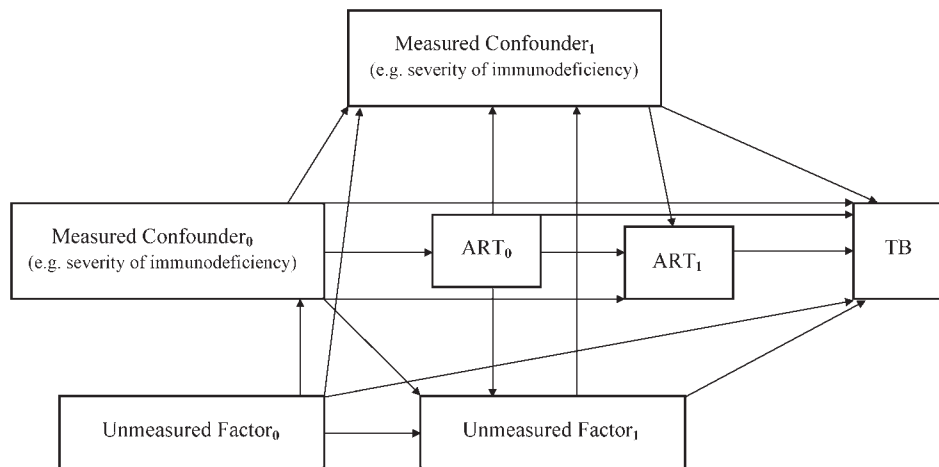 Measured Confounder₁
(e.g. severity of immunodeficiency)
Measured Confounder₀
(e.g. severity of immunodeficiency)
ART₀
ART₁
TB
Unmeasured Factor₀
Unmeasured Factor₁